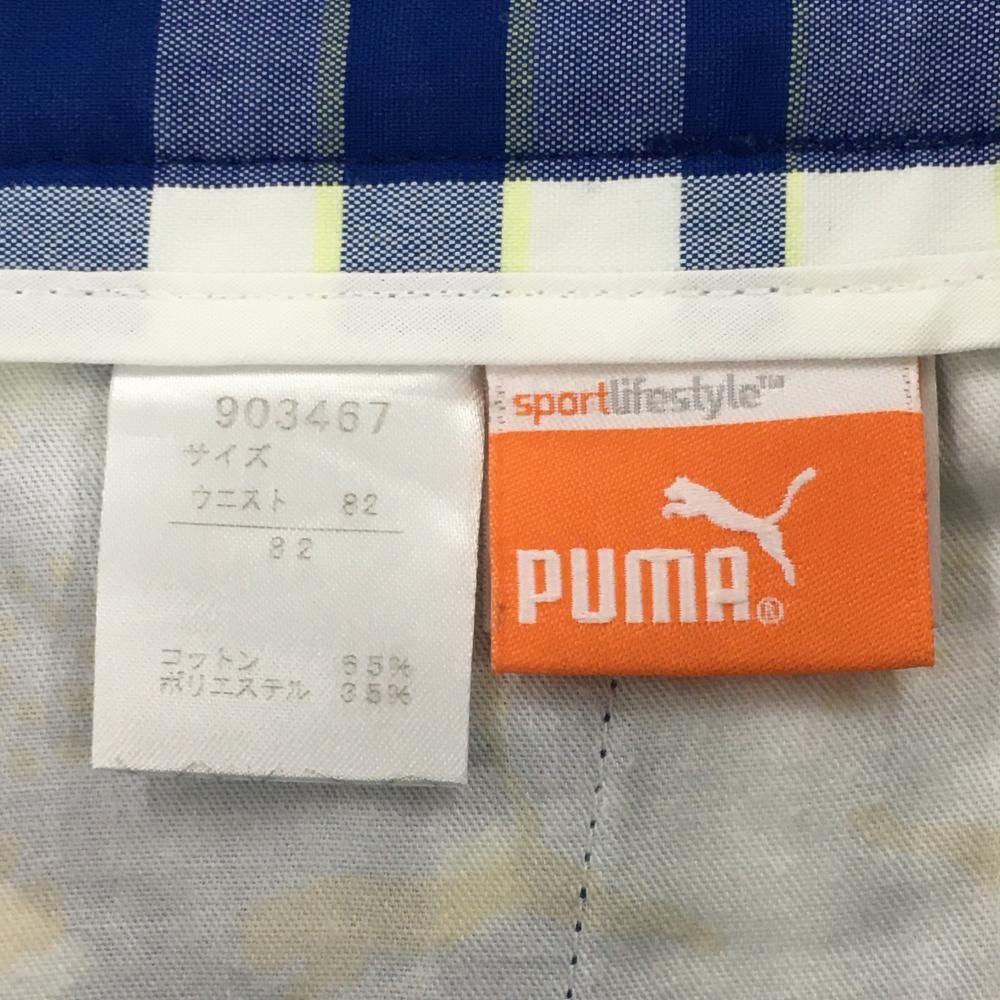 903467
サイズ
ウエスト 82
82
コットン 65%
ポリエステル 35%
sportlifestyle™
PUMA®